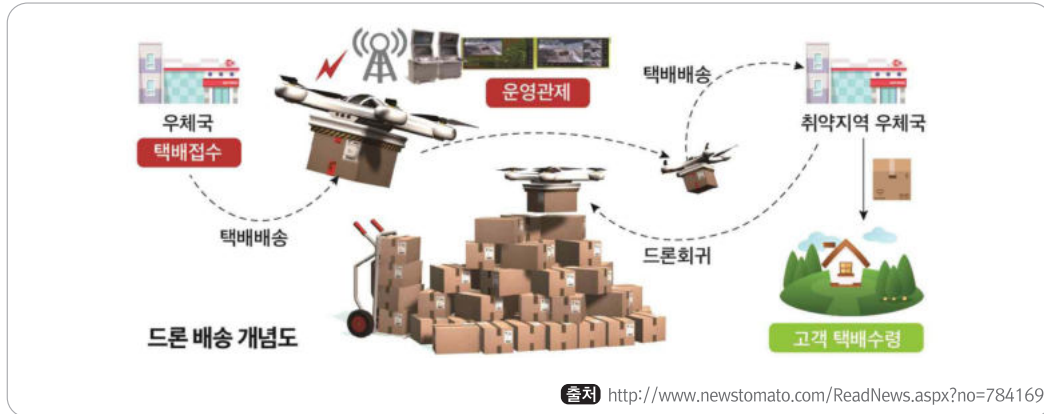 우체국
택배접수
택배배송
운영관제
택배배송
취약지역 우체국
드론회귀
고객 택배수령
드론 배송 개념도
출처 http://www.newstomato.com/ReadNews.aspx?no=784169